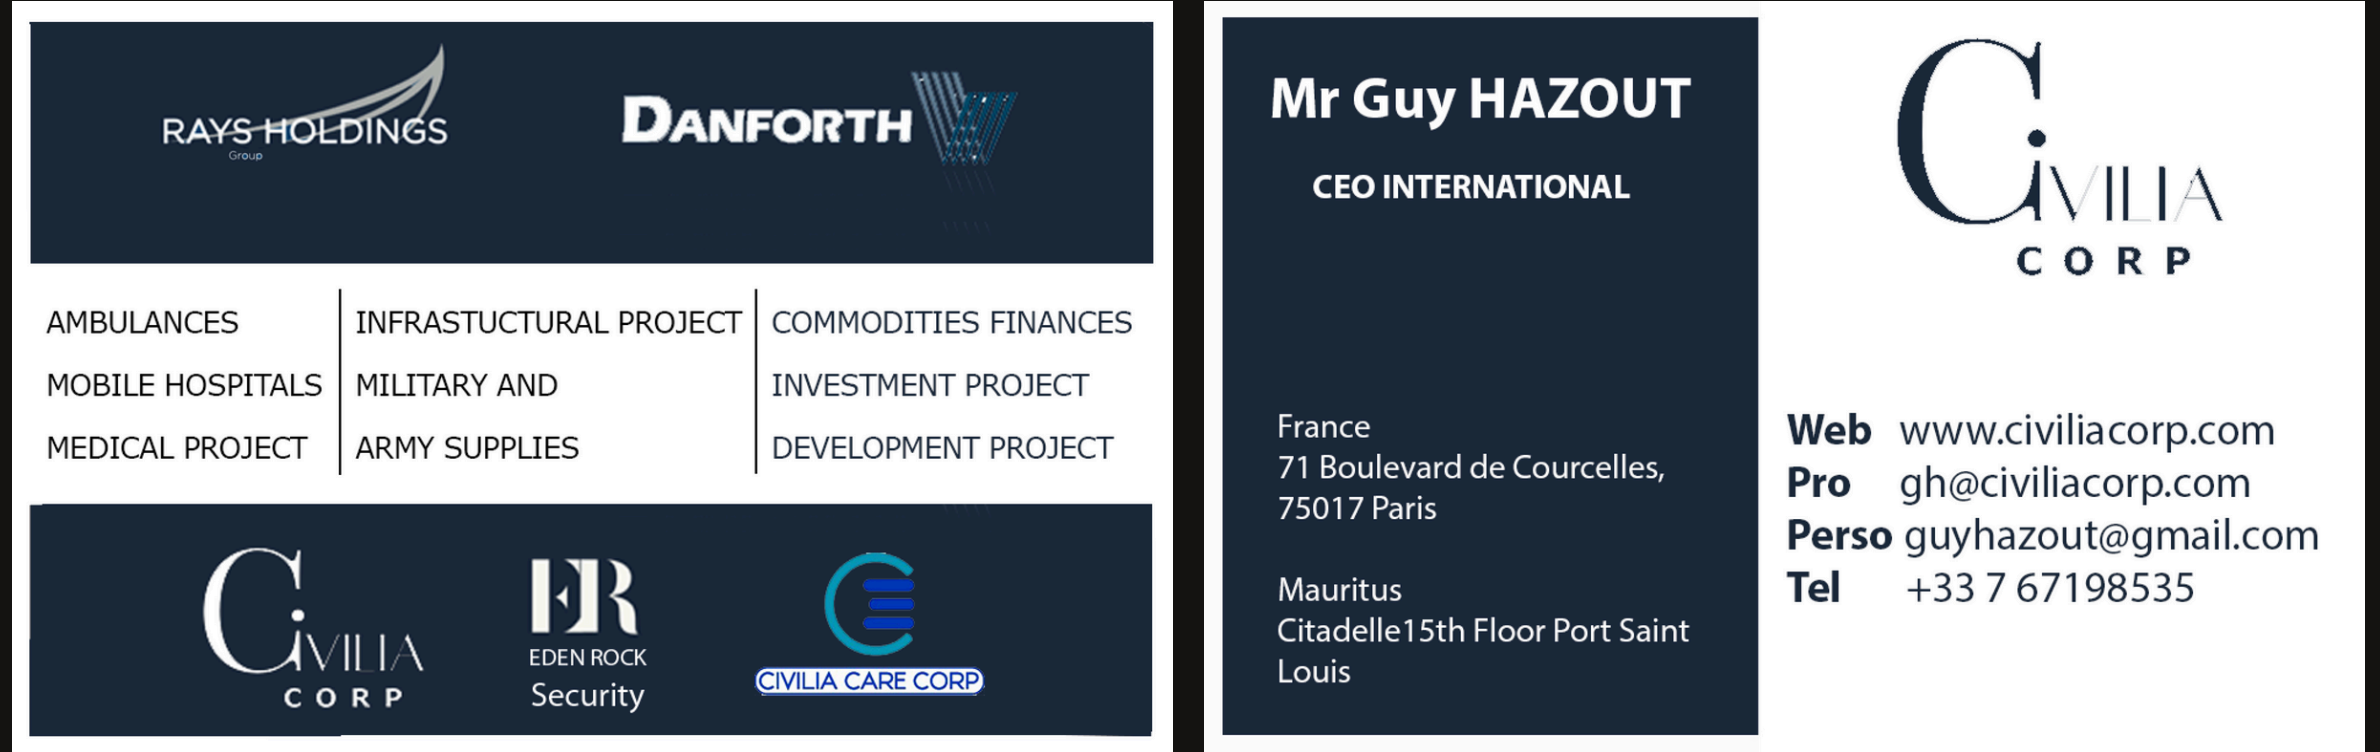 RAYS HOLDINGS
Group
DANFORTH
AMBULANCES
MOBILE HOSPITALS
MEDICAL PROJECT
INFRASTUCTURAL PROJECT
MILITARY AND
ARMY SUPPLIES
COMMODITIES FINANCES
INVESTMENT PROJECT
DEVELOPMENT PROJECT
CiVILIA
CORP
ER
EDEN ROCK
Security
CIVILIA CARE CORP
Mr Guy HAZOUT
CEO INTERNATIONAL
France
71 Boulevard de Courcelles,
75017 Paris
Mauritus
Citadelle15th Floor Port Saint
Louis
CiVILIA
CORP
Web www.civiliacorp.com
Pro gh@civiliacorp.com
Perso guyhazout@gmail.com
Tel +33 7 67198535